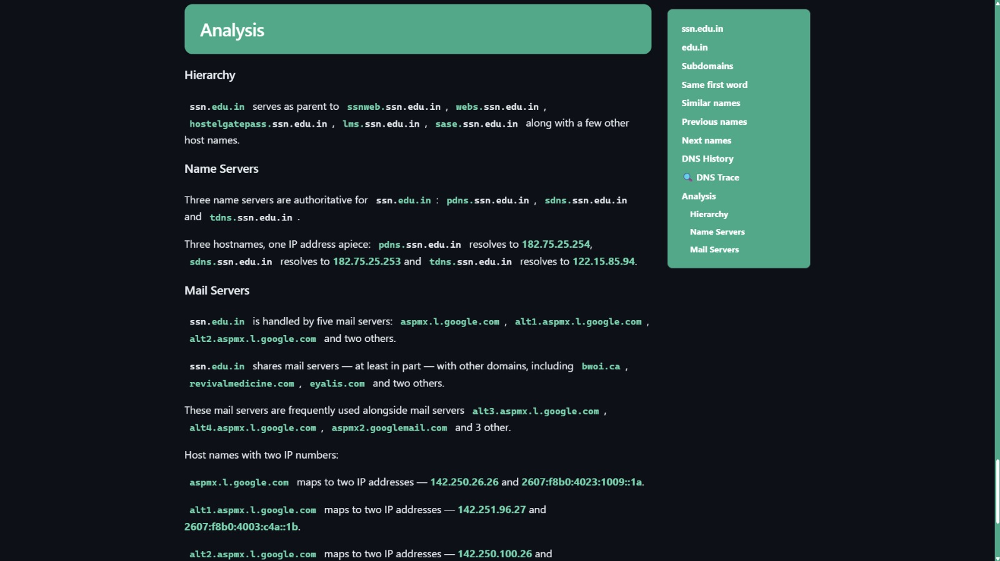 Analysis
Hierarchy
ssn.edu.in serves as parent to ssnweb.ssn.edu.in , webs.ssn.edu.in ,
hostelgatepass.ssn.edu.in , lms.ssn.edu.in , sase.ssn.edu.in along with a few other
host names.
Name Servers
Three name servers are authoritative for ssn.edu.in : pdns.ssn.edu.in , sdns.ssn.edu.in
and tdns.ssn.edu.in .
Three hostnames, one IP address apiece: pdns.ssn.edu.in resolves to 182.75.25.254,
sdns.ssn.edu.in resolves to 182.75.25.253 and tdns.ssn.edu.in resolves to 122.15.85.94.
Mail Servers
ssn.edu.in is handled by five mail servers: aspmx.l.google.com , alt1.aspmx.l.google.com ,
alt2.aspmx.l.google.com and two others.
ssn.edu.in shares mail servers — at least in part — with other domains, including bwoi.ca ,
revivalmedicine.com , eyalis.com and two others.
These mail servers are frequently used alongside mail servers alt3.aspmx.l.google.com ,
alt4.aspmx.l.google.com , aspmx2.googlemail.com and 3 other.
Host names with two IP numbers:
aspmx.l.google.com maps to two IP addresses — 142.250.26.26 and 2607:f8b0:4023:1009::1a.
alt1.aspmx.l.google.com maps to two IP addresses — 142.251.96.27 and
2607:f8b0:4003:c4a::1b.
alt2.aspmx.l.google.com maps to two IP addresses — 142.250.100.26 and
ssn.edu.in
edu.in
Subdomains
Same first word
Similar names
Previous names
Next names
DNS History
🔍 DNS Trace
Analysis
Hierarchy
Name Servers
Mail Servers